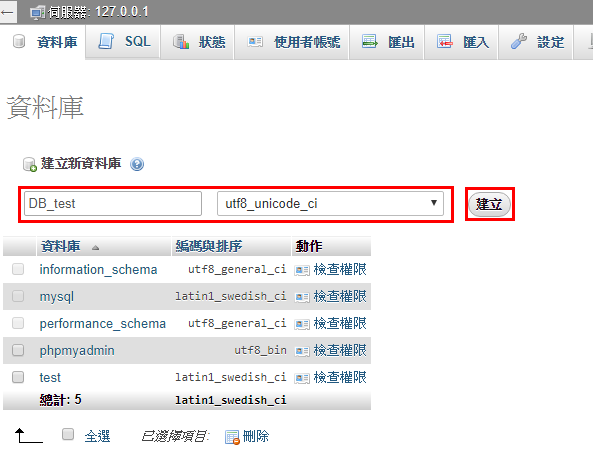 伺服器: 127.0.0.1
資料庫 SQL 狀態 使用者帳號 匯出 匯入 設定
資料庫
建立新資料庫
DB_test utf8_unicode_ci 建立
資料庫 編碼與排序 動作
information_schema utf8_general_ci 檢查權限
mysql latin1_swedish_ci 檢查權限
performance_schema utf8_general_ci 檢查權限
phpmyadmin utf8_bin 檢查權限
test latin1_swedish_ci 檢查權限
總計: 5 latin1_swedish_ci
全選 已選擇項目: 刪除